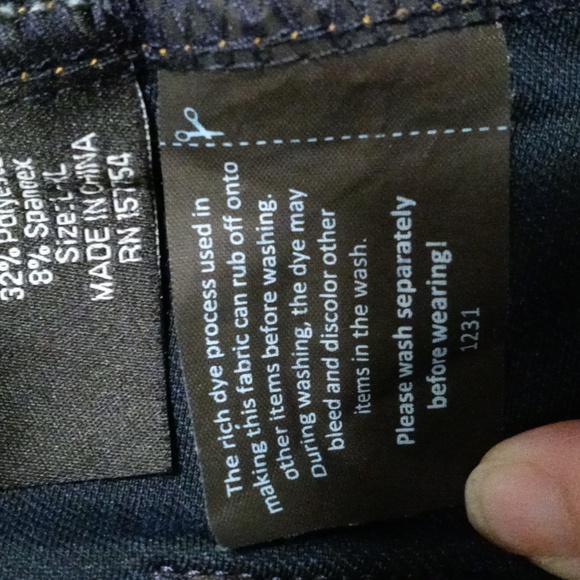 32%
8% Spandex
Size:
MADE IN CHINA
RN
The rich dye process used in
making this fabric can rub off onto
other items before washing.
During washing, the dye may
bleed and discolor other
items in the wash.
Please wash separately
before wearing!
1231